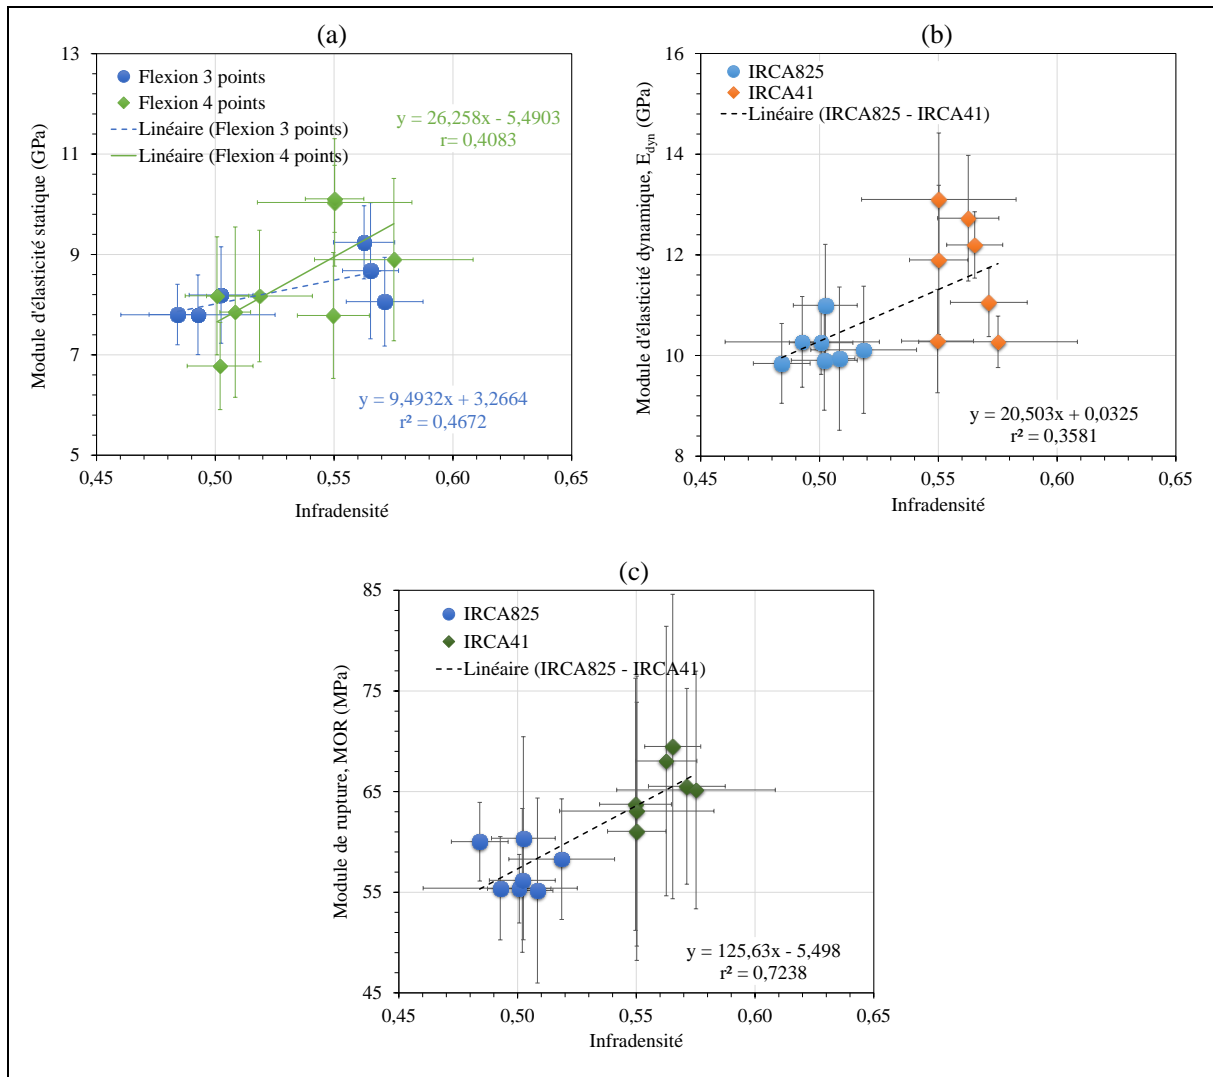 (a)
Module d'élasticité statique (GPa)
13
11
9
7
5
Flexion 3 points
Flexion 4 points
Linéaire (Flexion 3 points)
Linéaire (Flexion 4 points)
y = 26,258x - 5,4903
r= 0,4083
y = 9,4932x + 3,2664
r² = 0,4672
0,45 0,50 0,55 0,60 0,65
Infradensité
(b)
Module d'élasticité dynamique, E_dyn (GPa)
16
14
12
10
8
IRCA825
IRCA41
Linéaire (IRCA825 - IRCA41)
y = 20,503x + 0,0325
r² = 0,3581
0,45 0,50 0,55 0,60 0,65
Infradensité
(c)
Module de rupture, MOR (MPa)
85
75
65
55
45
IRCA825
IRCA41
Linéaire (IRCA825 - IRCA41)
y = 125,63x - 5,498
r² = 0,7238
0,45 0,50 0,55 0,60 0,65
Infradensité